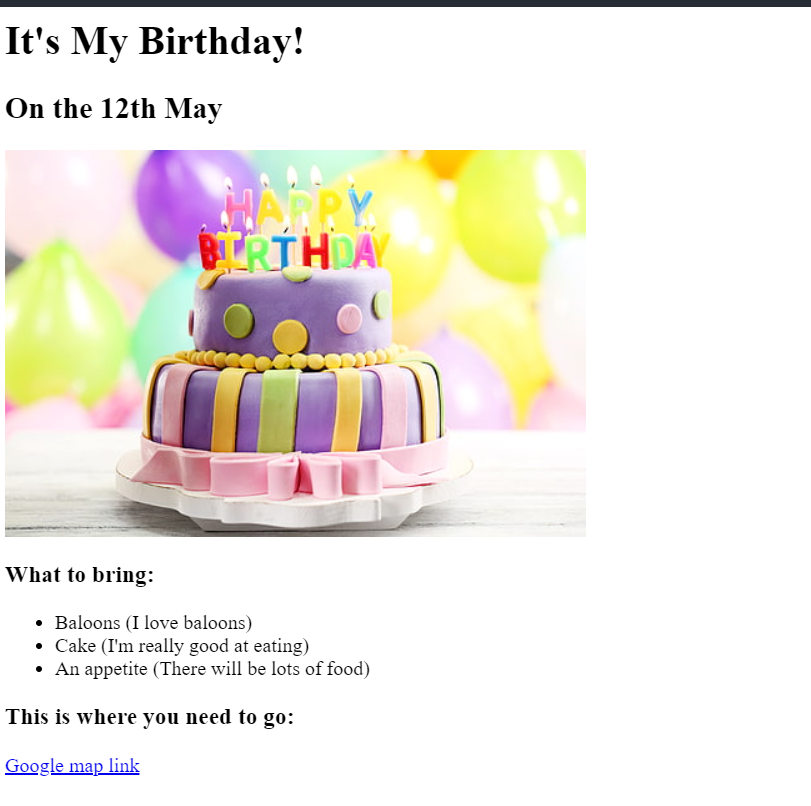 It's My Birthday!
On the 12th May
HAPPY
BIRTHDAY
What to bring:
Baloons (I love baloons)
Cake (I'm really good at eating)
An appetite (There will be lots of food)
This is where you need to go:
Google map link